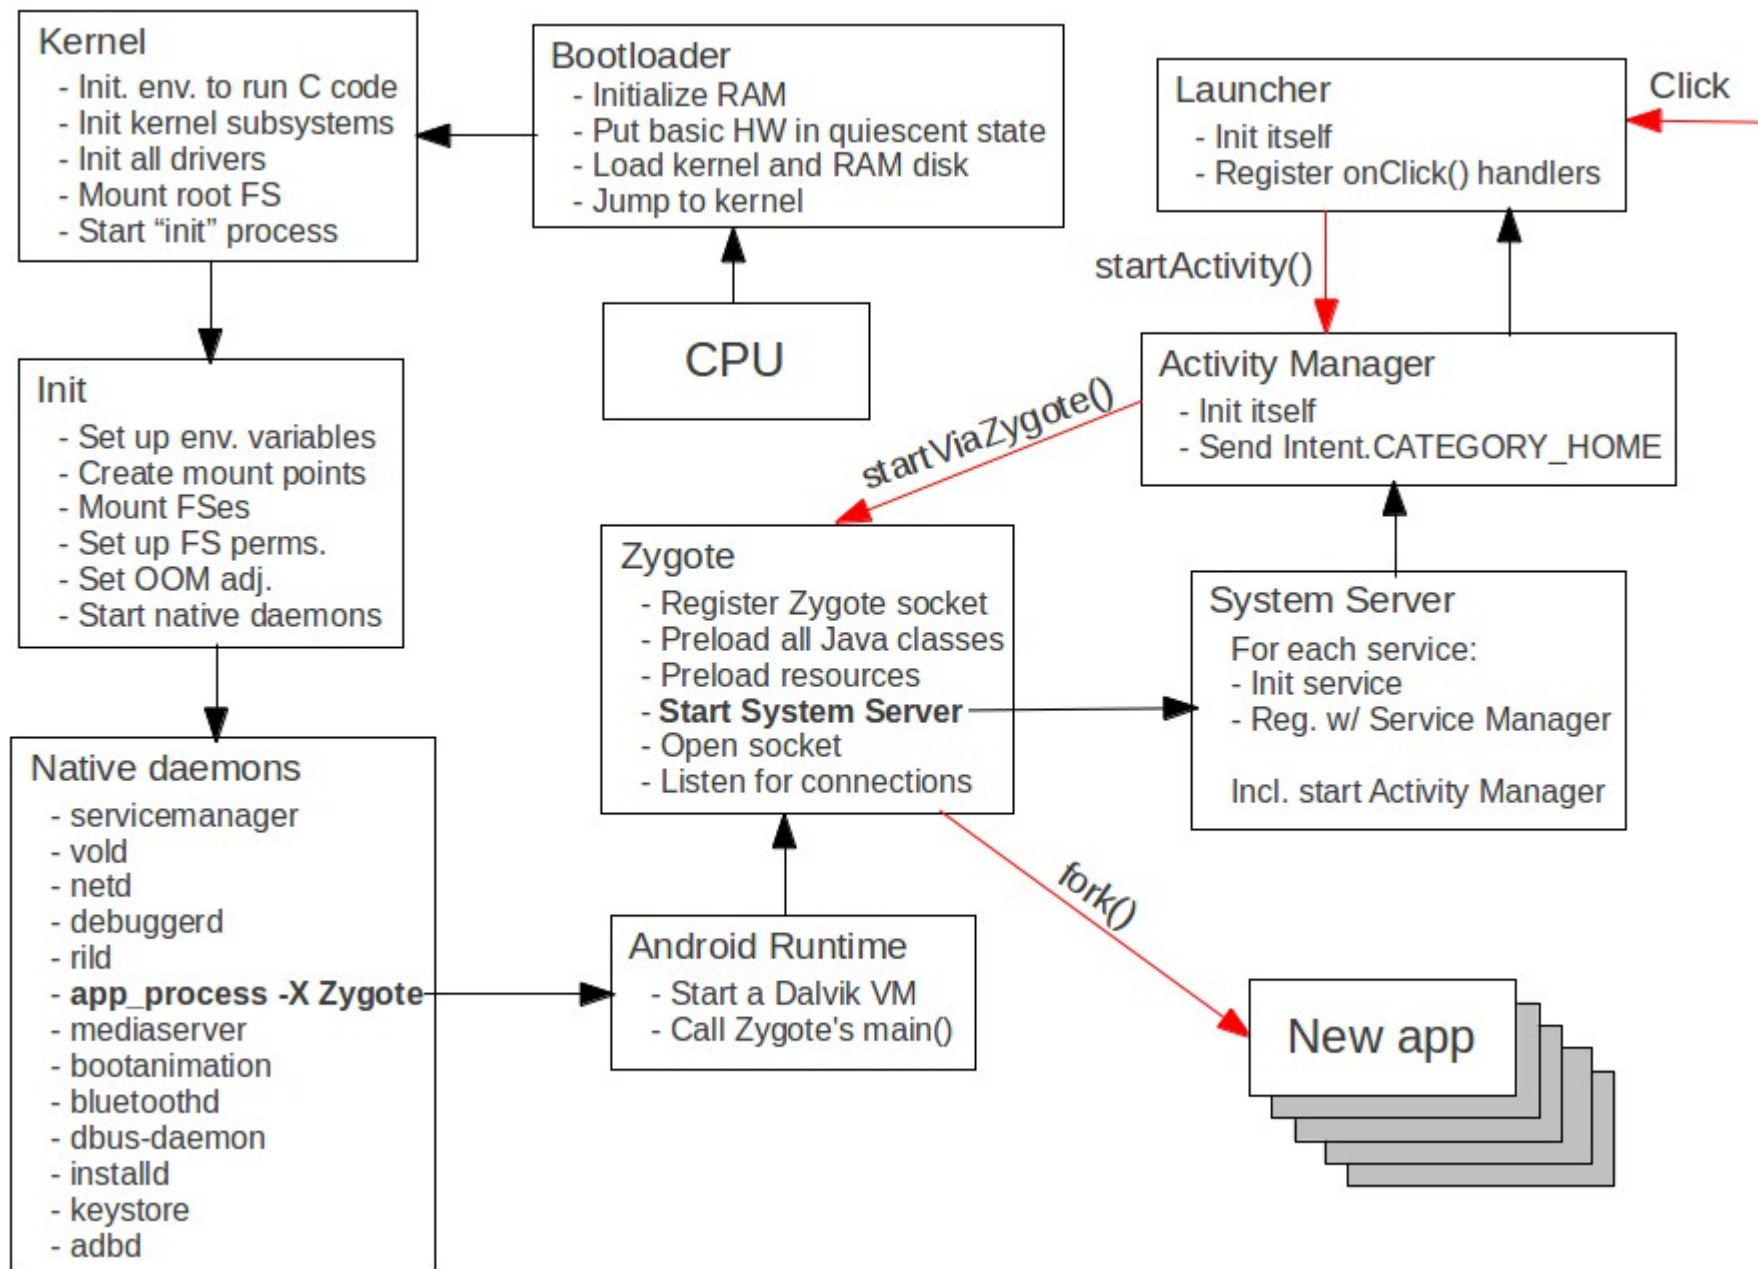 Kernel
- Init. env. to run C code
- Init kernel subsystems
- Init all drivers
- Mount root FS
- Start “init” process
Bootloader
- Initialize RAM
- Put basic HW in quiescent state
- Load kernel and RAM disk
- Jump to kernel
Launcher
- Init itself
- Register onClick() handlers
Click
startActivity()
CPU
Activity Manager
- Init itself
- Send Intent.CATEGORY_HOME
startViaZygote()
Init
- Set up env. variables
- Create mount points
- Mount FSes
- Set up FS perms.
- Set OOM adj.
- Start native daemons
Zygote
- Register Zygote socket
- Preload all Java classes
- Preload resources
- Start System Server
- Open socket
- Listen for connections
System Server
For each service:
- Init service
- Reg. w/ Service Manager
Incl. start Activity Manager
Native daemons
- servicemanager
- vold
- netd
- debuggerd
- rild
- app_process -X Zygote
- mediaserver
- bootanimation
- bluetoothd
- dbus-daemon
- installd
- keystore
- adbd
Android Runtime
- Start a Dalvik VM
- Call Zygote's main()
fork()
New app